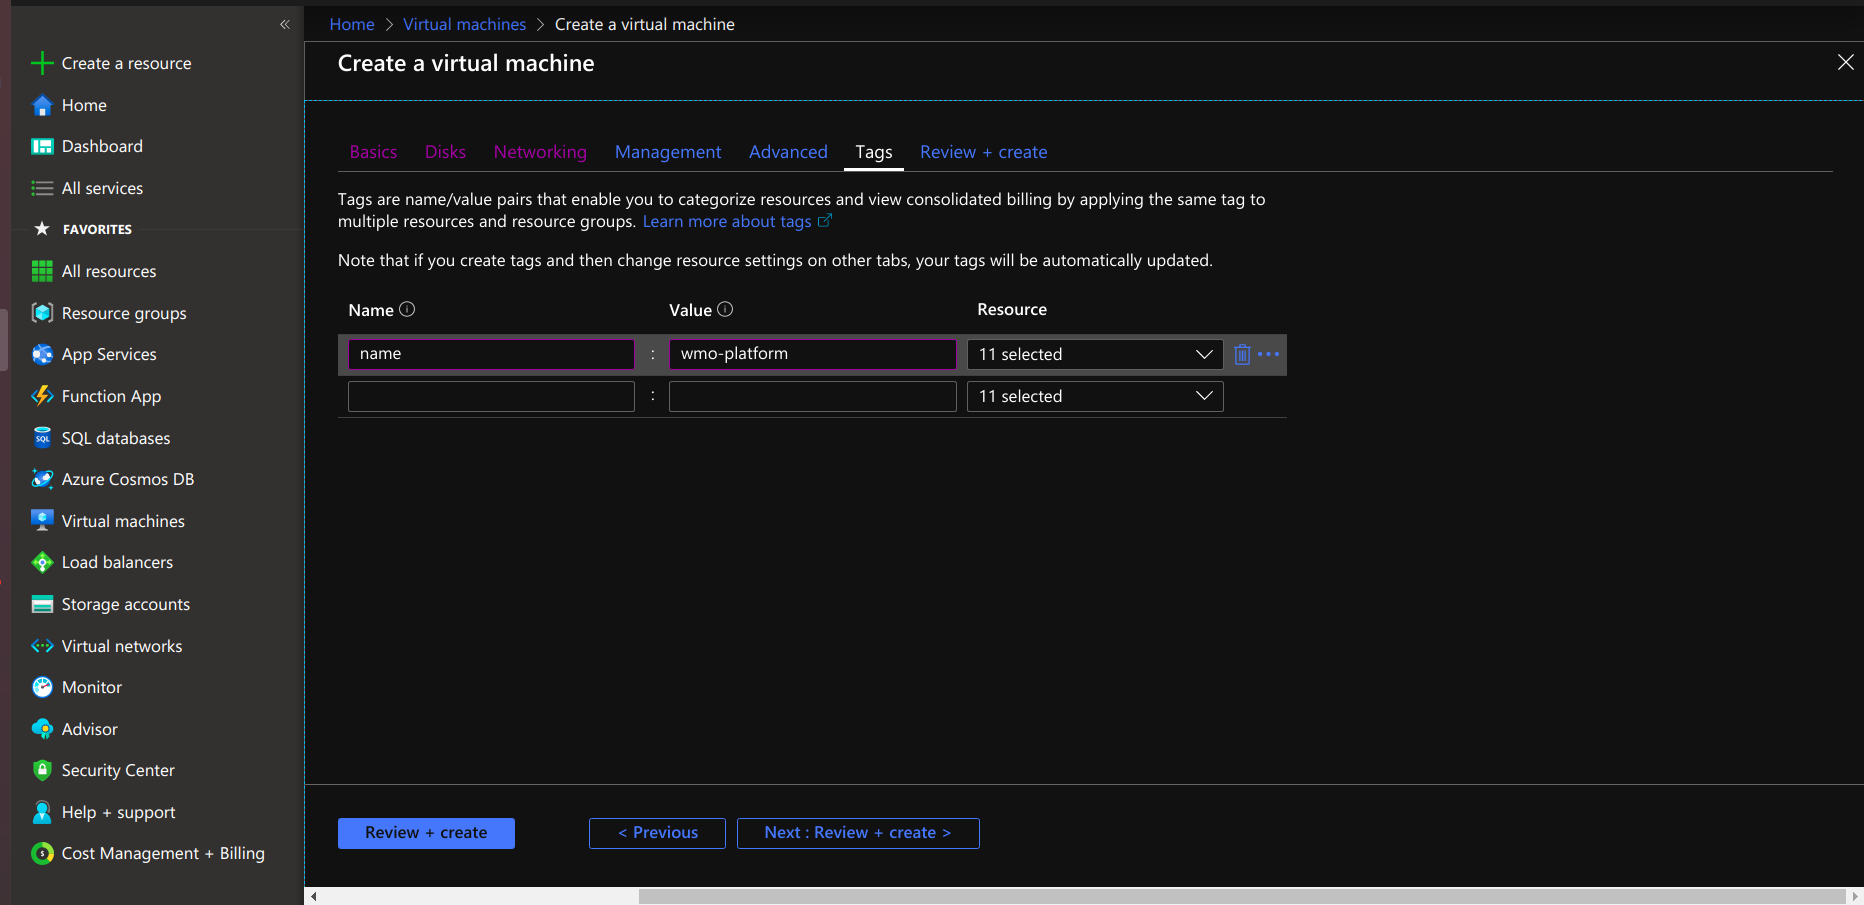 Create a resource
Home
Dashboard
All services
FAVORITES
All resources
Resource groups
App Services
Function App
SQL databases
Azure Cosmos DB
Virtual machines
Load balancers
Storage accounts
Virtual networks
Monitor
Advisor
Security Center
Help + support
Cost Management + Billing
Home > Virtual machines > Create a virtual machine
Create a virtual machine
Basics Disks Networking Management Advanced Tags Review + create
Tags are name/value pairs that enable you to categorize resources and view consolidated billing by applying the same tag to
multiple resources and resource groups. Learn more about tags
Note that if you create tags and then change resource settings on other tabs, your tags will be automatically updated.
Name Value Resource
name : wmo-platform 11 selected
: 11 selected
Review + create < Previous Next : Review + create >